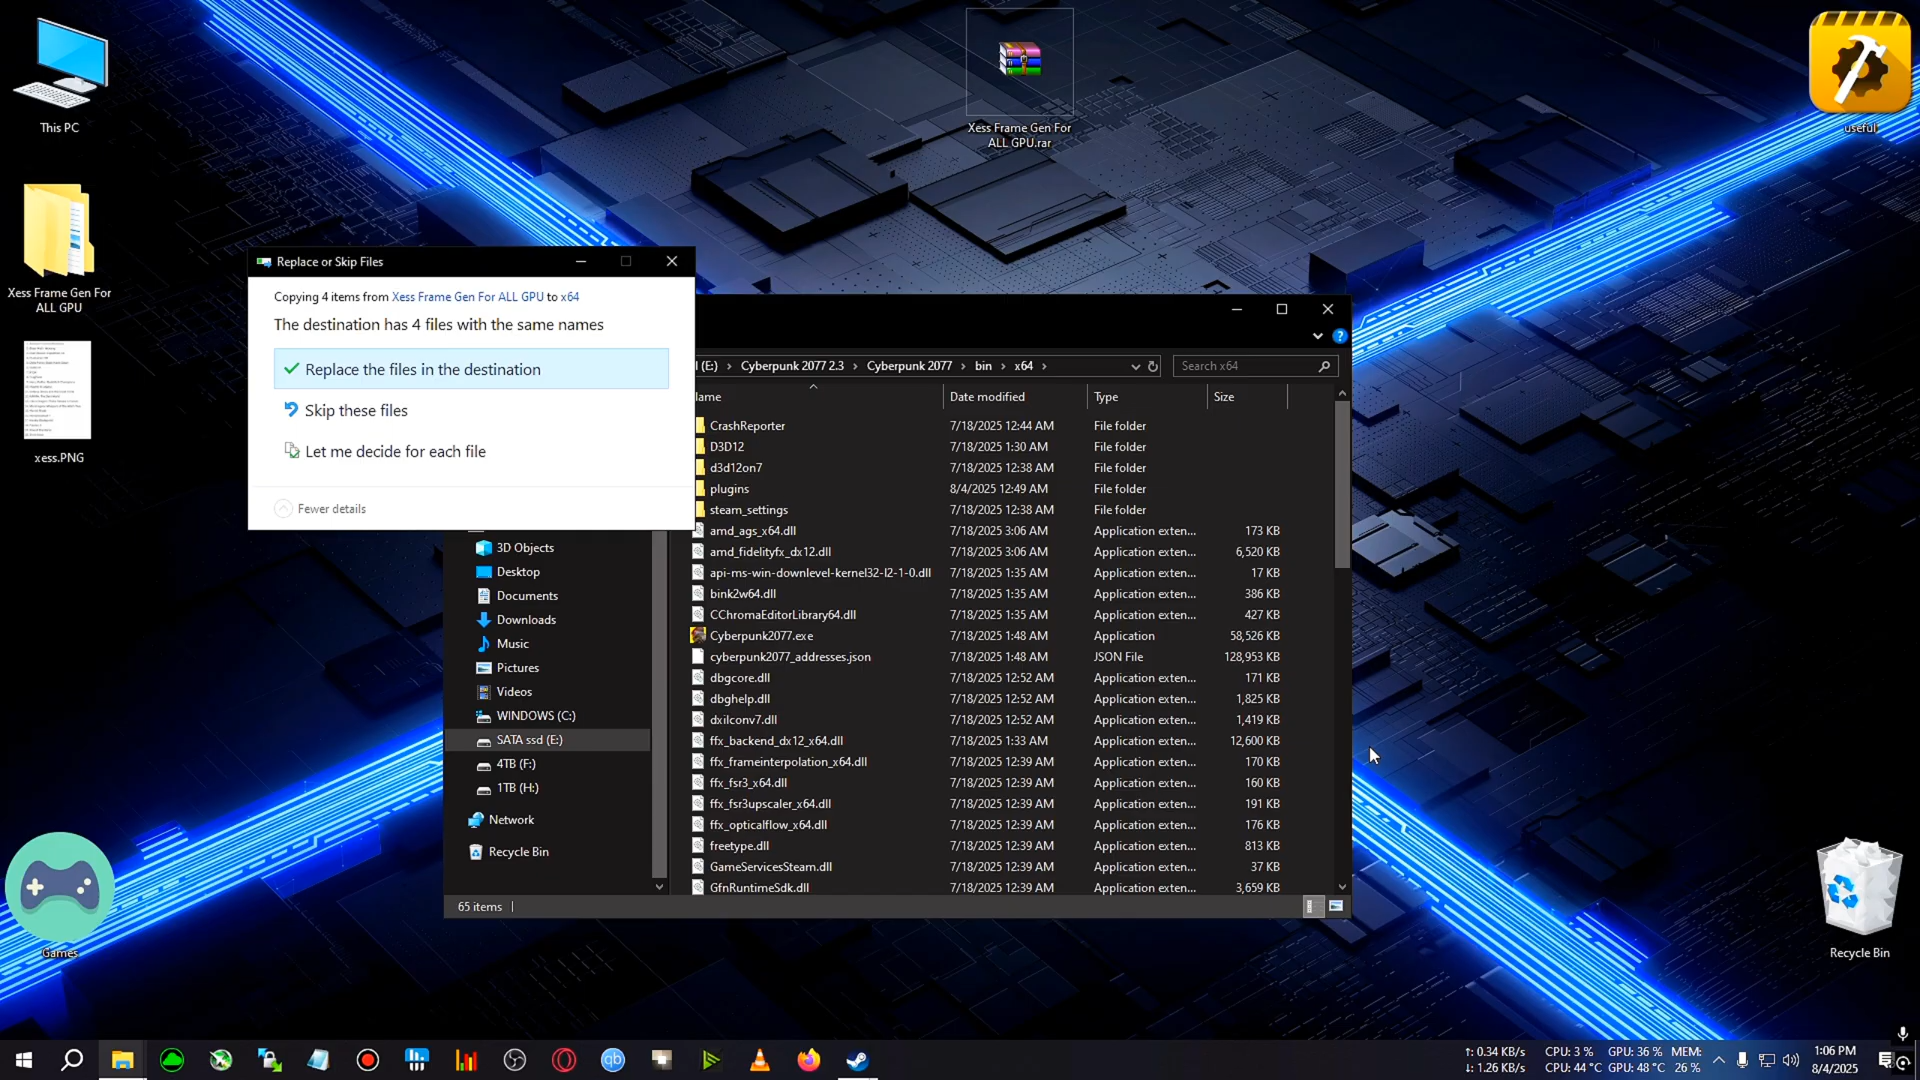 This PC
Xess Frame Gen For
ALL GPU.rar
useful
Xess Frame Gen For
ALL GPU
xess.PNG
Games
Recycle Bin
Replace or Skip Files
Copying 4 items from Xess Frame Gen For ALL GPU to x64
The destination has 4 files with the same names
Replace the files in the destination
Skip these files
Let me decide for each file
Fewer details
(E:) › Cyberpunk 2077 2.3 › Cyberpunk 2077 › bin › x64 ›
Search x64
Date modified
Type
Size
CrashReporter 7/18/2025 12:44 AM File folder
D3D12 7/18/2025 1:30 AM File folder
d3d12on7 7/18/2025 12:38 AM File folder
plugins 8/4/2025 12:49 AM File folder
steam_settings 7/18/2025 12:38 AM File folder
amd_ags_x64.dll 7/18/2025 3:06 AM Application exten... 173 KB
amd_fidelityfx_dx12.dll 7/18/2025 3:06 AM Application exten... 6,520 KB
api-ms-win-downlevel-kernel32-l2-1-0.dll 7/18/2025 1:35 AM Application exten... 17 KB
bink2w64.dll 7/18/2025 1:35 AM Application exten... 386 KB
CChromaEditorLibrary64.dll 7/18/2025 1:35 AM Application exten... 427 KB
Cyberpunk2077.exe 7/18/2025 1:48 AM Application 58,526 KB
cyberpunk2077_addresses.json 7/18/2025 1:48 AM JSON File 128,953 KB
dbgcore.dll 7/18/2025 12:52 AM Application exten... 171 KB
dbghelp.dll 7/18/2025 12:52 AM Application exten... 1,825 KB
dxilconv7.dll 7/18/2025 12:52 AM Application exten... 1,419 KB
ffx_backend_dx12_x64.dll 7/18/2025 1:33 AM Application exten... 12,600 KB
ffx_frameinterpolation_x64.dll 7/18/2025 12:39 AM Application exten... 170 KB
ffx_fsr3_x64.dll 7/18/2025 12:39 AM Application exten... 160 KB
ffx_fsr3upscaler_x64.dll 7/18/2025 12:39 AM Application exten... 191 KB
ffx_opticalflow_x64.dll 7/18/2025 12:39 AM Application exten... 176 KB
freetype.dll 7/18/2025 12:39 AM Application exten... 813 KB
GameServicesSteam.dll 7/18/2025 12:39 AM Application exten... 37 KB
GfnRuntimeSdk.dll 7/18/2025 12:39 AM Application exten... 3,659 KB
3D Objects
Desktop
Documents
Downloads
Music
Pictures
Videos
WINDOWS (C:)
SATA ssd (E:)
4TB (F:)
1TB (H:)
Network
Recycle Bin
65 items
↑: 0.34 KB/s CPU: 3 % GPU: 36 % MEM:
↓: 1.26 KB/s CPU: 44 °C GPU: 48 °C 26 %
1:06 PM
8/4/2025